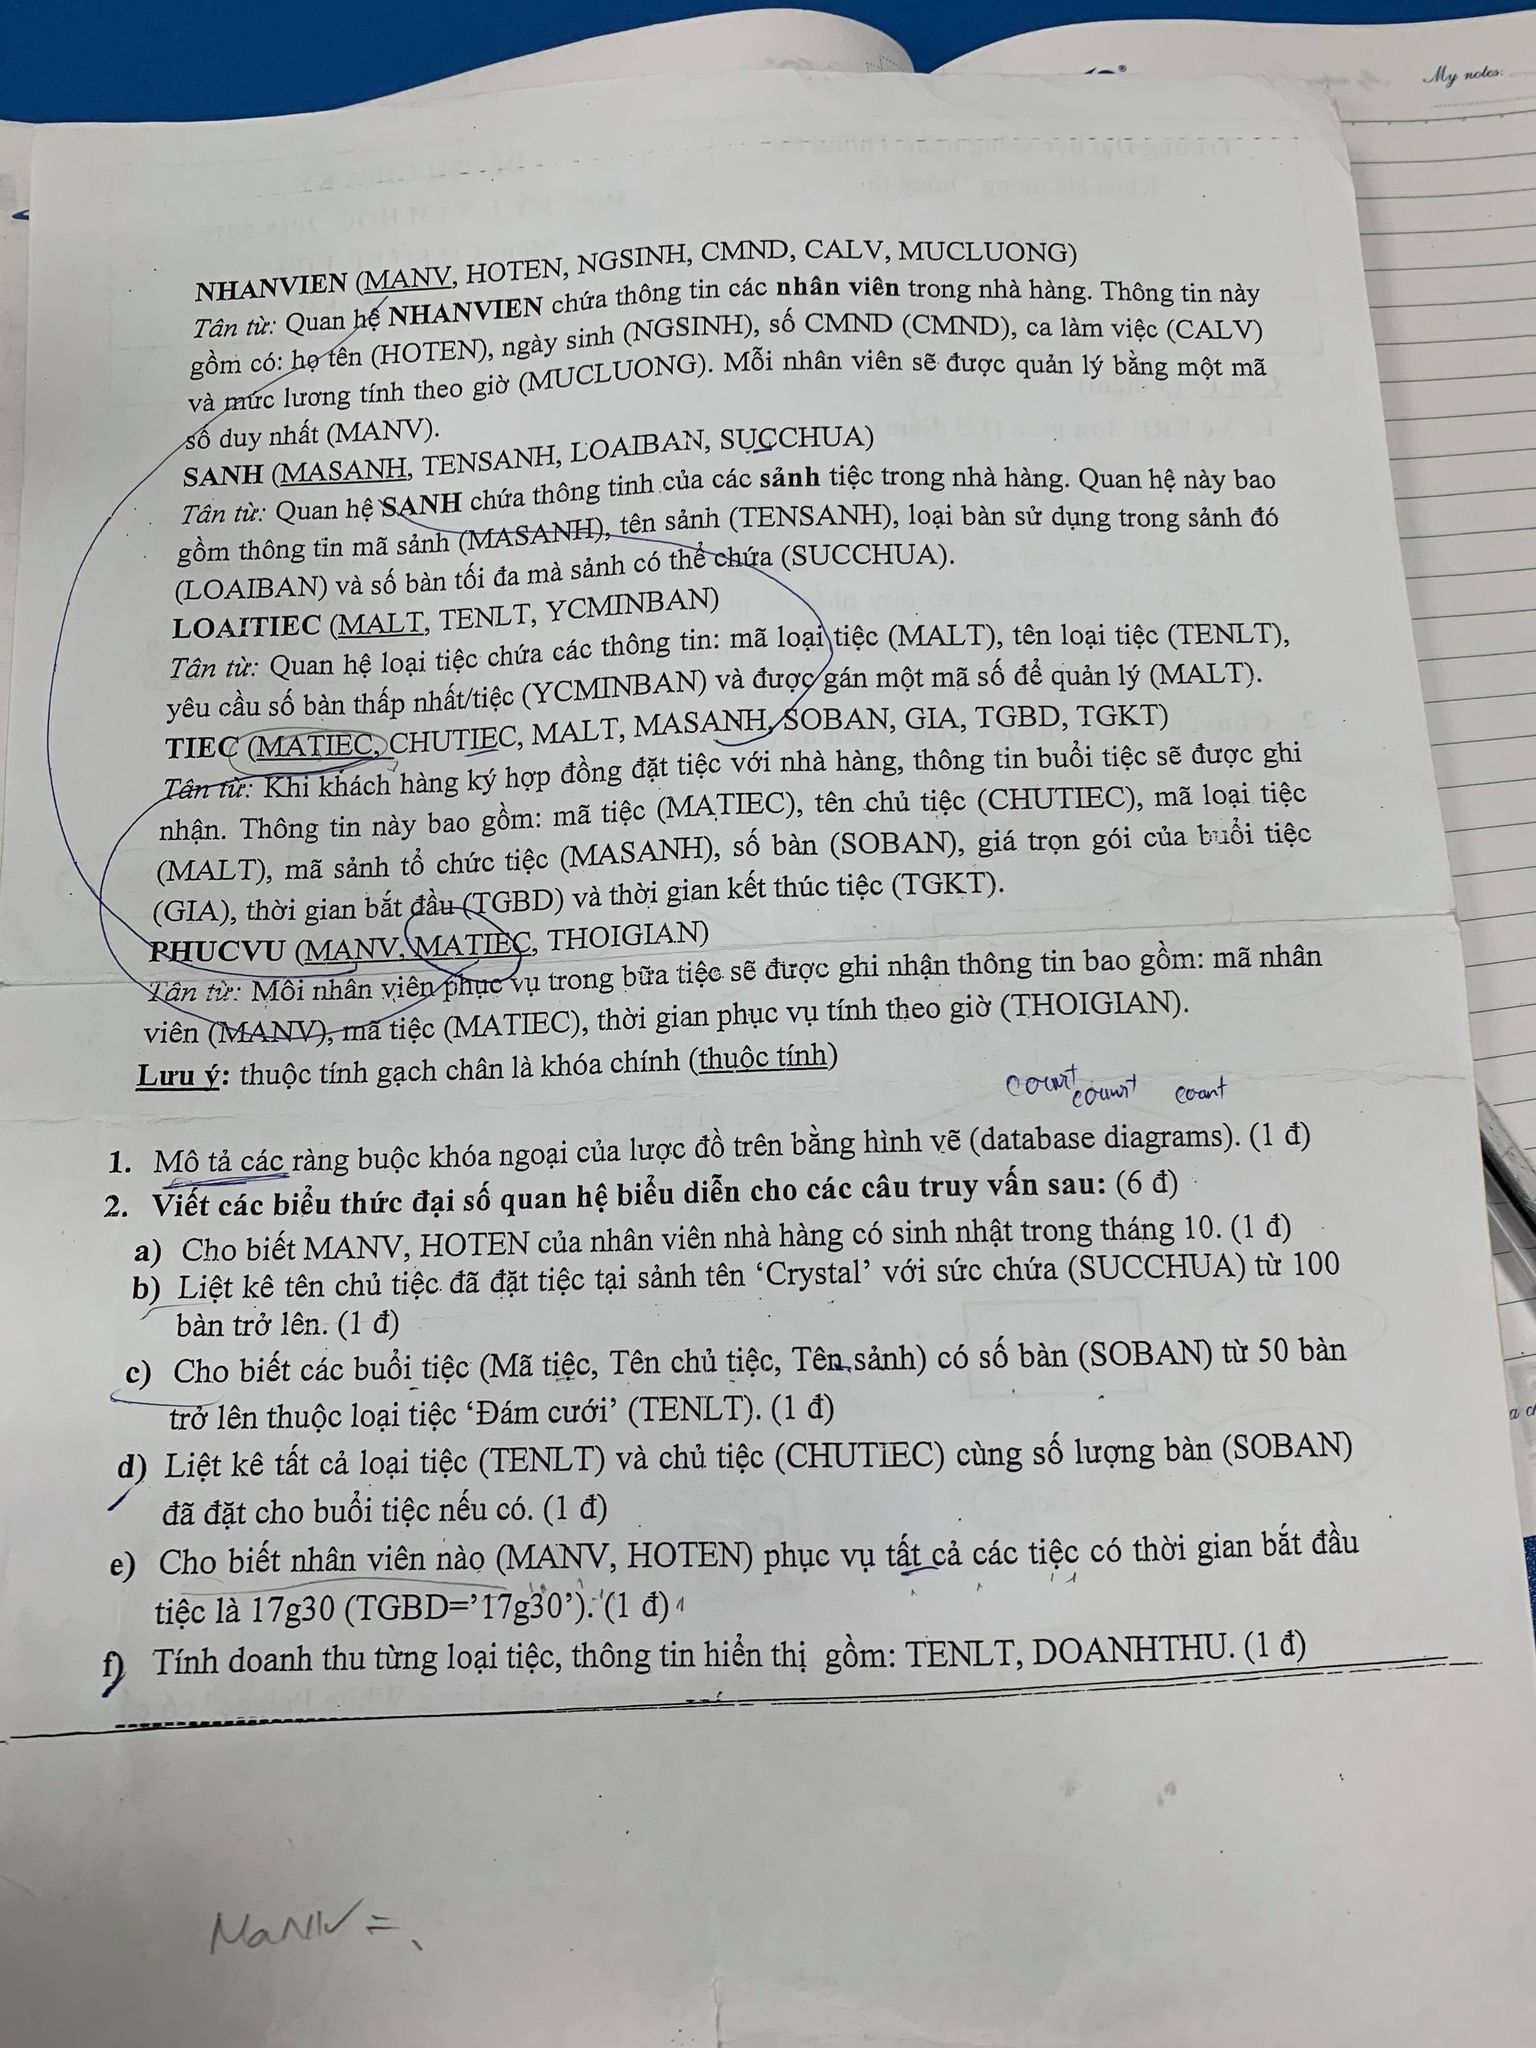 My notes:
NHANVIEN (MANV, HOTEN, NGSINH, CMND, CALV, MUCLUONG)
Tân từ: Quan hệ NHANVIEN chứa thông tin các nhân viên trong nhà hàng. Thông tin này
gồm có: họ tên (HOTEN), ngày sinh (NGSINH), số CMND (CMND), ca làm việc (CALV)
và mức lương tính theo giờ (MUCLUONG). Mỗi nhân viên sẽ được quản lý bằng một mã
số duy nhất (MANV).
SANH (MASANH, TENSANH, LOAIBAN, SUCCHUA)
Tân từ: Quan hệ SANH chứa thông tinh của các sảnh tiệc trong nhà hàng. Quan hệ này bao
gồm thông tin mã sảnh (MASANH), tên sảnh (TENSANH), loại bàn sử dụng trong sảnh đó
(LOAIBAN) và số bàn tối đa mà sảnh có thể chứa (SUCCHUA).
LOAITIEC (MALT, TENLT, YCMINBAN)
Tân từ: Quan hệ loại tiệc chứa các thông tin: mã loại tiệc (MALT), tên loại tiệc (TENLT),
yêu cầu số bàn thấp nhất/tiệc (YCMINBAN) và được gán một mã số để quản lý (MALT).
TIEC (MATIEC, CHUTIEC, MALT, MASANH, SOBAN, GIA, TGBD, TGKT)
Tân từ: Khi khách hàng ký hợp đồng đặt tiệc với nhà hàng, thông tin buổi tiệc sẽ được ghi
nhận. Thông tin này bao gồm: mã tiệc (MATIEC), tên chủ tiệc (CHUTIEC), mã loại tiệc
(MALT), mã sảnh tổ chức tiệc (MASANH), số bàn (SOBAN), giá trọn gói của buổi tiệc
(GIA), thời gian bắt đầu (TGBD) và thời gian kết thúc tiệc (TGKT).
PHUCVU (MANV, MATIEC, THOIGIAN)
Tân từ: Mỗi nhân viên phục vụ trong bữa tiệc sẽ được ghi nhận thông tin bao gồm: mã nhân
viên (MANV), mã tiệc (MATIEC), thời gian phục vụ tính theo giờ (THOIGIAN).
Lưu ý: thuộc tính gạch chân là khóa chính (thuộc tính)
count count count
1. Mô tả các ràng buộc khóa ngoại của lược đồ trên bằng hình vẽ (database diagrams). (1 đ)
2. Viết các biểu thức đại số quan hệ biểu diễn cho các câu truy vấn sau: (6 đ)
a) Cho biết MANV, HOTEN của nhân viên nhà hàng có sinh nhật trong tháng 10. (1 đ)
b) Liệt kê tên chủ tiệc đã đặt tiệc tại sảnh tên ‘Crystal’ với sức chứa (SUCCHUA) từ 100
bàn trở lên. (1 đ)
c) Cho biết các buổi tiệc (Mã tiệc, Tên chủ tiệc, Tên sảnh) có số bàn (SOBAN) từ 50 bàn
trở lên thuộc loại tiệc ‘Đám cưới’ (TENLT). (1 đ)
d) Liệt kê tất cả loại tiệc (TENLT) và chủ tiệc (CHUTIEC) cùng số lượng bàn (SOBAN)
đã đặt cho buổi tiệc nếu có. (1 đ)
e) Cho biết nhân viên nào (MANV, HOTEN) phục vụ tất cả các tiệc có thời gian bắt đầu
tiệc là 17g30 (TGBD=’17g30’). (1 đ)
f) Tính doanh thu từng loại tiệc, thông tin hiển thị gồm: TENLT, DOANHTHU. (1 đ)
MaNV =